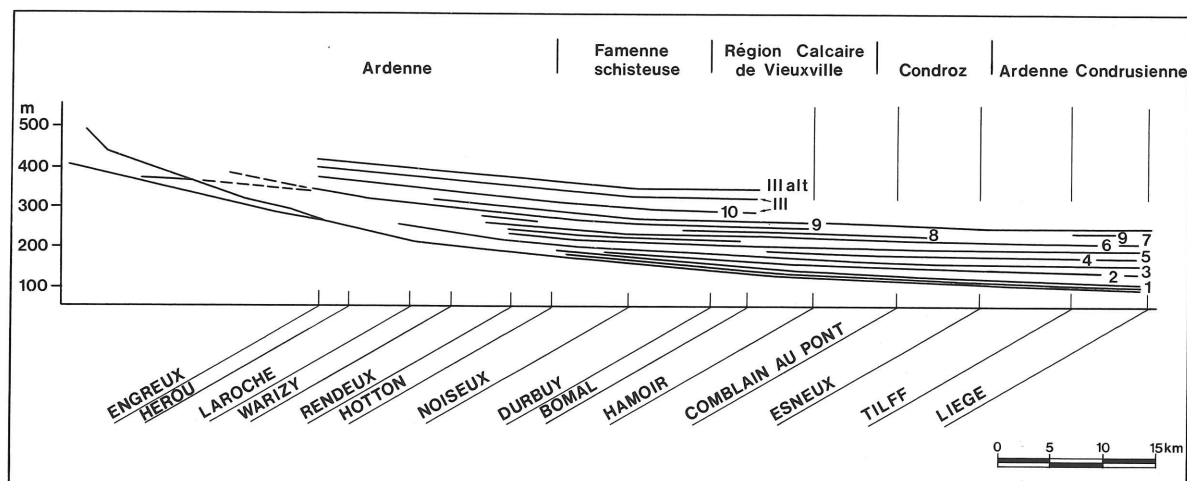 Ardenne
Famenne
schisteuse
Région Calcaire
de Vieuxville
Condroz
Ardenne Condrusienne
m
500
400
300
200
100
III alt
III
10
9
8
9
7
6
5
4
3
2
1
ENGREUX
HEROU
LAROCHE
WARIZY
RENDEUX
HOTTON
NOISEUX
DURBUY
BOMAL
HAMOIR
COMBLAIN AU PONT
ESNEUX
TILFF
LIEGE
0 5 10 15km